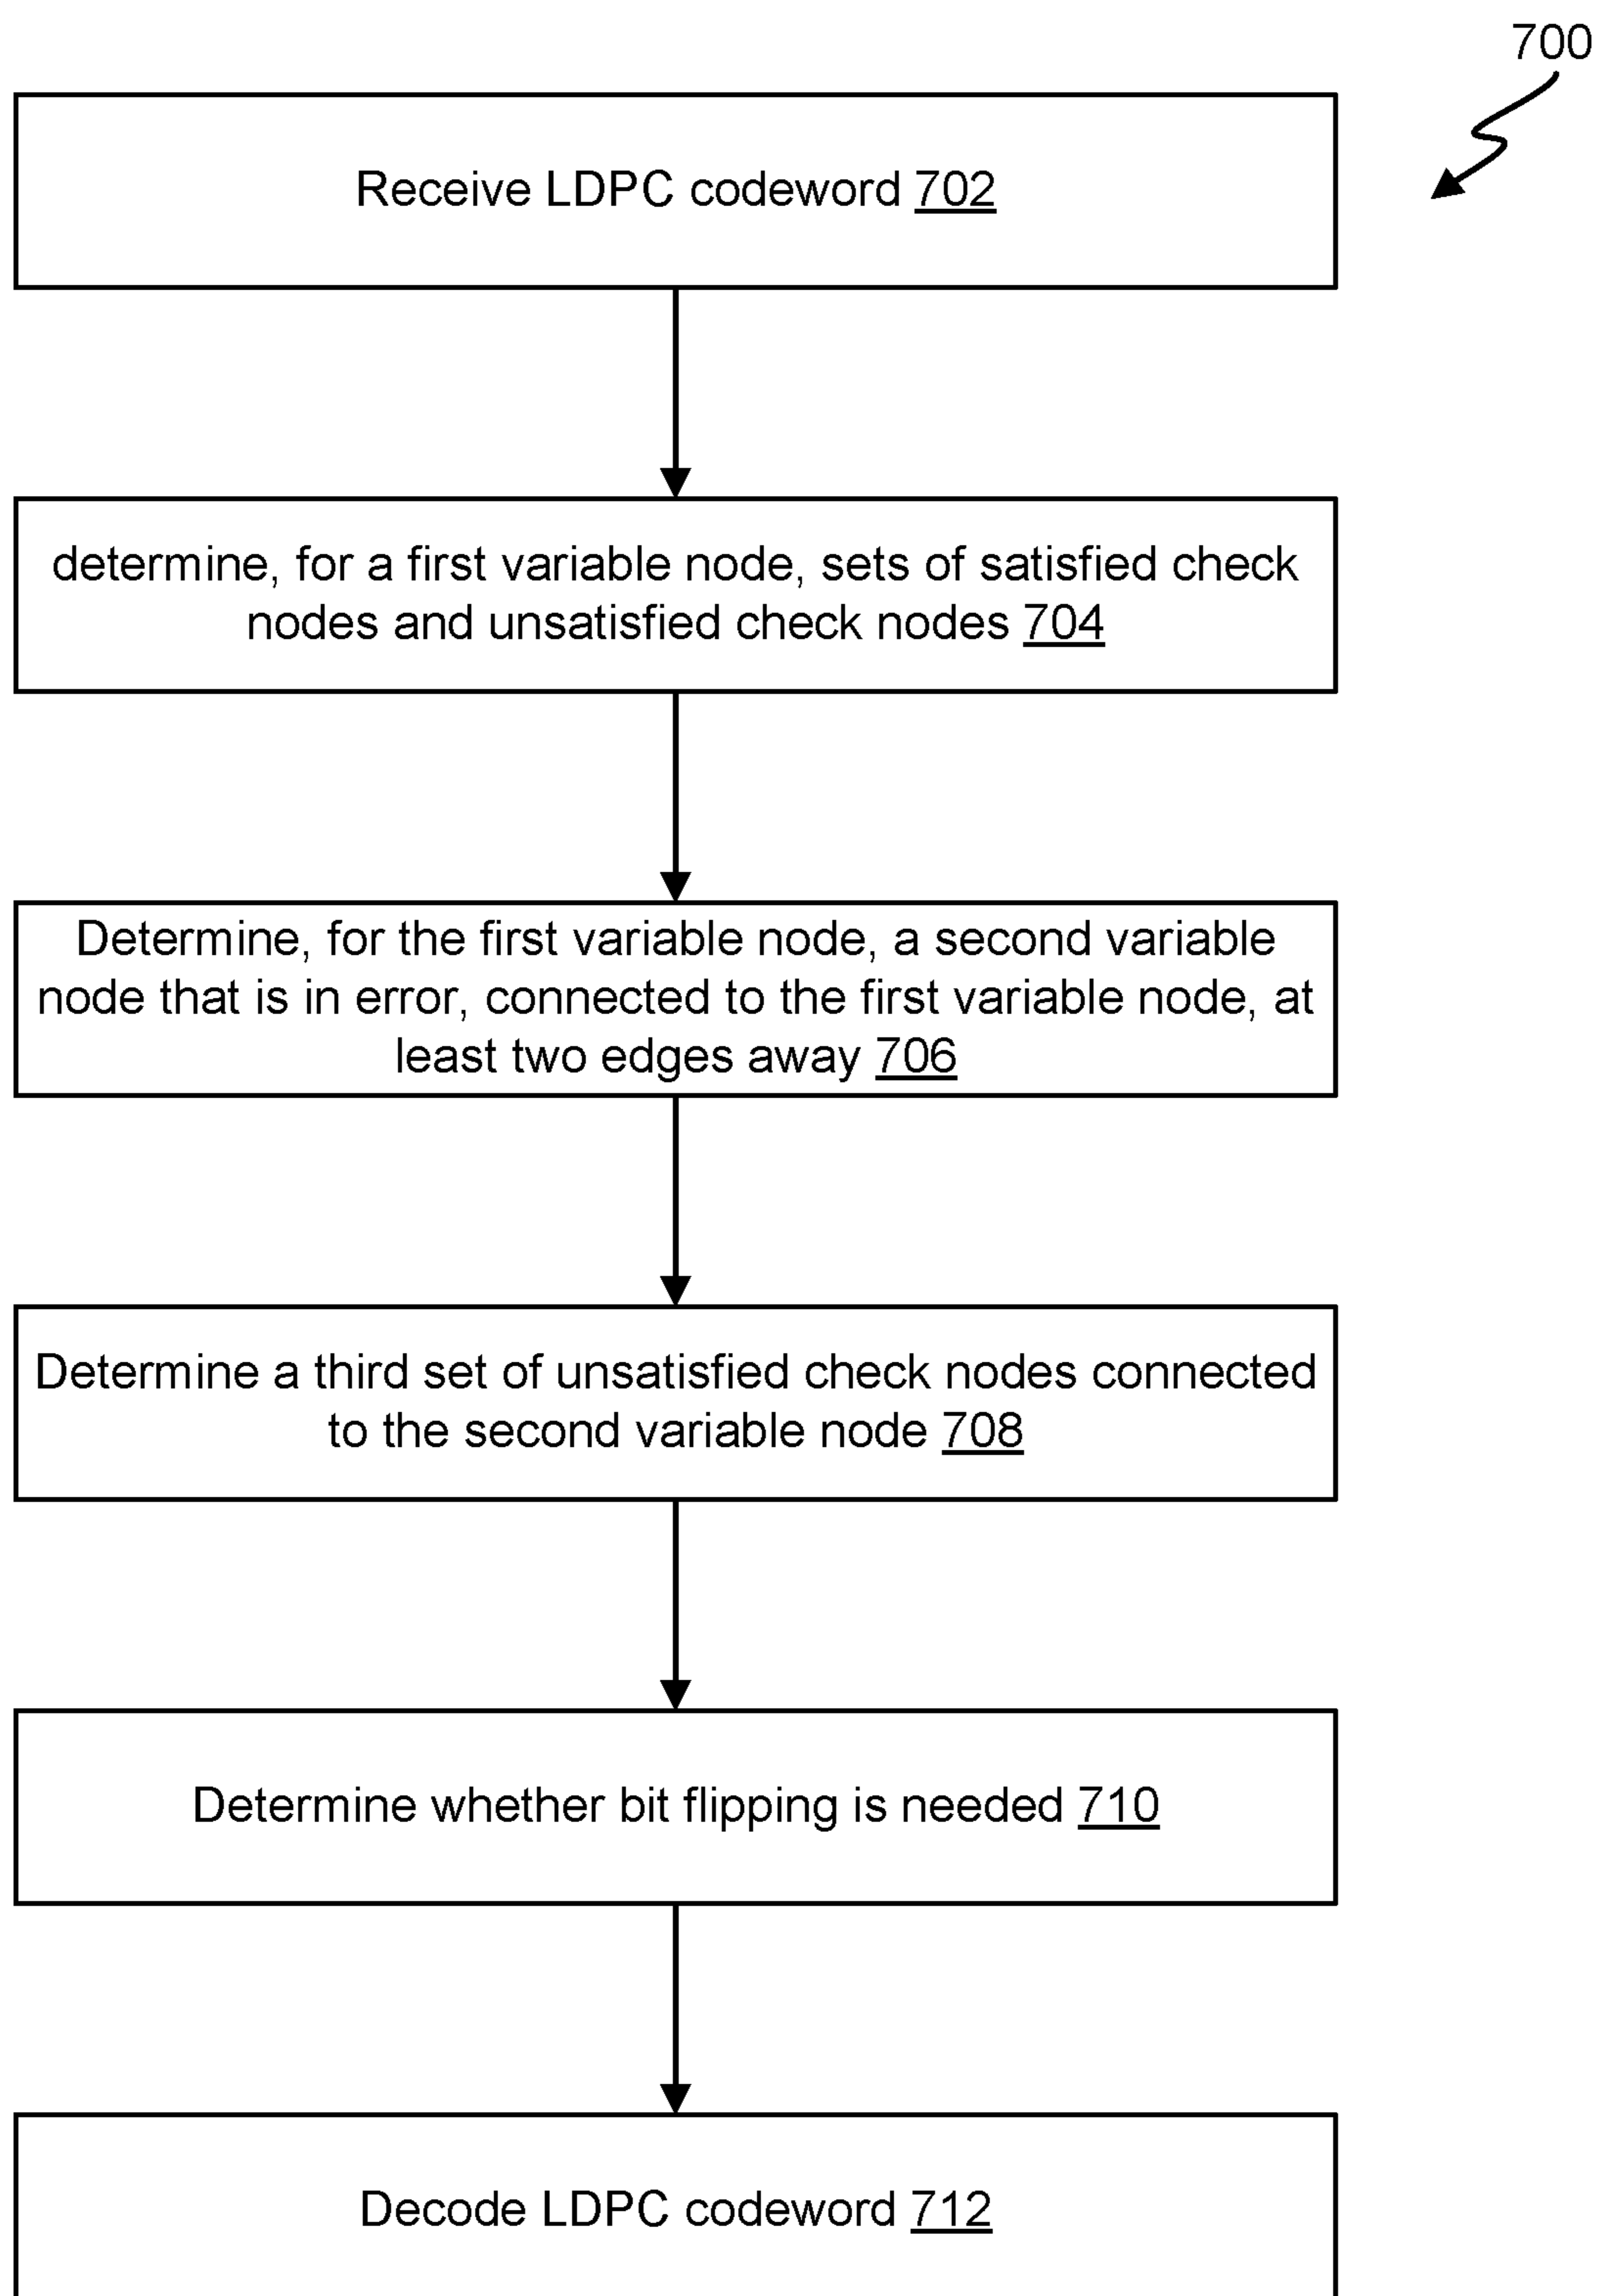 700
Receive LDPC codeword 702
determine, for a first variable node, sets of satisfied check
nodes and unsatisfied check nodes 704
Determine, for the first variable node, a second variable
node that is in error, connected to the first variable node, at
least two edges away 706
Determine a third set of unsatisfied check nodes connected
to the second variable node 708
Determine whether bit flipping is needed 710
Decode LDPC codeword 712